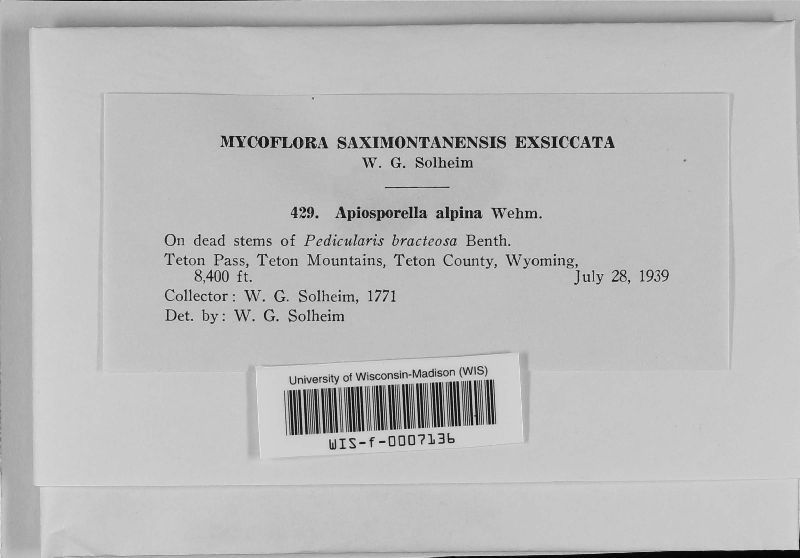 MYCOFLORA SAXIMONTANENSIS EXSICCATA
W. G. Solheim
429. Apiosporella alpina Wehm.
On dead stems of Pedicularis bracteosa Benth.
Teton Pass, Teton Mountains, Teton County, Wyoming,
8,400 ft. July 28, 1939
Collector: W. G. Solheim, 1771
Det. by: W. G. Solheim
University of Wisconsin-Madison (WIS)
WIS-f-0007136